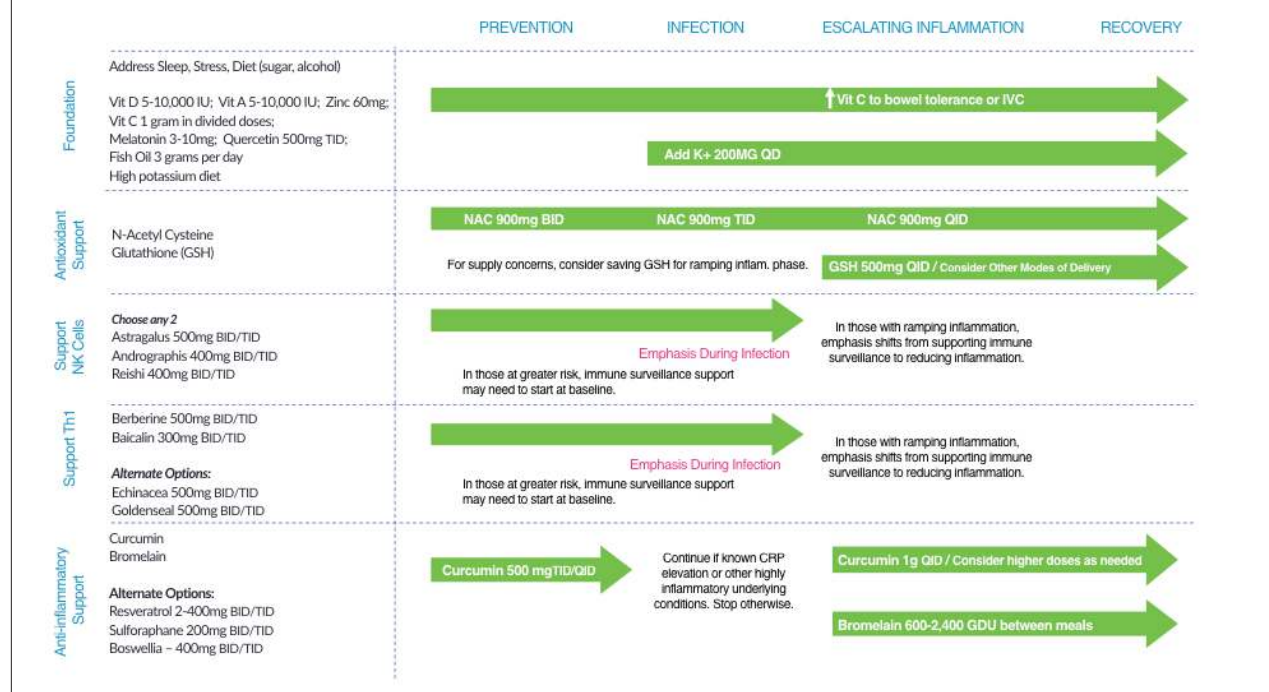 PREVENTION INFECTION ESCALATING INFLAMMATION RECOVERY
Foundation
Address Sleep, Stress, Diet (sugar, alcohol)
Vit D 5-10,000 IU; Vit A 5-10,000 IU; Zinc 60mg;
Vit C 1 gram in divided doses;
Melatonin 3-10mg; Quercetin 500mg TID;
Fish Oil 3 grams per day
High potassium diet
Vit C to bowel tolerance or IVC
Add K+ 200MG QD
Antioxidant
Support
N-Acetyl Cysteine
Glutathione (GSH)
NAC 900mg BID NAC 900mg TID NAC 900mg QID
For supply concerns, consider saving GSH for ramping inflam. phase.
GSH 500mg QID / Consider Other Modes of Delivery
Support
NK Cells
Choose any 2
Astragalus 500mg BID/TID
Andrographis 400mg BID/TID
Reishi 400mg BID/TID
Emphasis During Infection
In those at greater risk, immune surveillance support
may need to start at baseline.
In those with ramping inflammation,
emphasis shifts from supporting immune
surveillance to reducing inflammation.
Support Th1
Berberine 500mg BID/TID
Baicalin 300mg BID/TID
Alternate Options:
Echinacea 500mg BID/TID
Goldenseal 500mg BID/TID
Emphasis During Infection
In those at greater risk, immune surveillance support
may need to start at baseline.
In those with ramping inflammation,
emphasis shifts from supporting immune
surveillance to reducing inflammation.
Anti-inflammatory
Support
Curcumin
Bromelain
Alternate Options:
Resveratrol 2-400mg BID/TID
Sulforaphane 200mg BID/TID
Boswellia – 400mg BID/TID
Curcumin 500 mgTID/QID
Continue if known CRP
elevation or other highly
inflammatory underlying
conditions. Stop otherwise.
Curcumin 1g QID / Consider higher doses as needed
Bromelain 600-2,400 GDU between meals